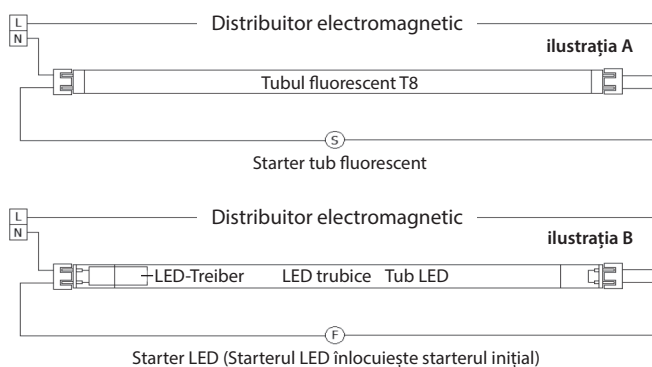 L
Distribuitor electromagnetic
N
ilustrația A
Tubul fluorescent T8
S
Starter tub fluorescent
L
Distribuitor electromagnetic
N
ilustrația B
LED-Treiber LED trubice Tub LED
F
Starter LED (Starterul LED înlocuiește starterul inițial)